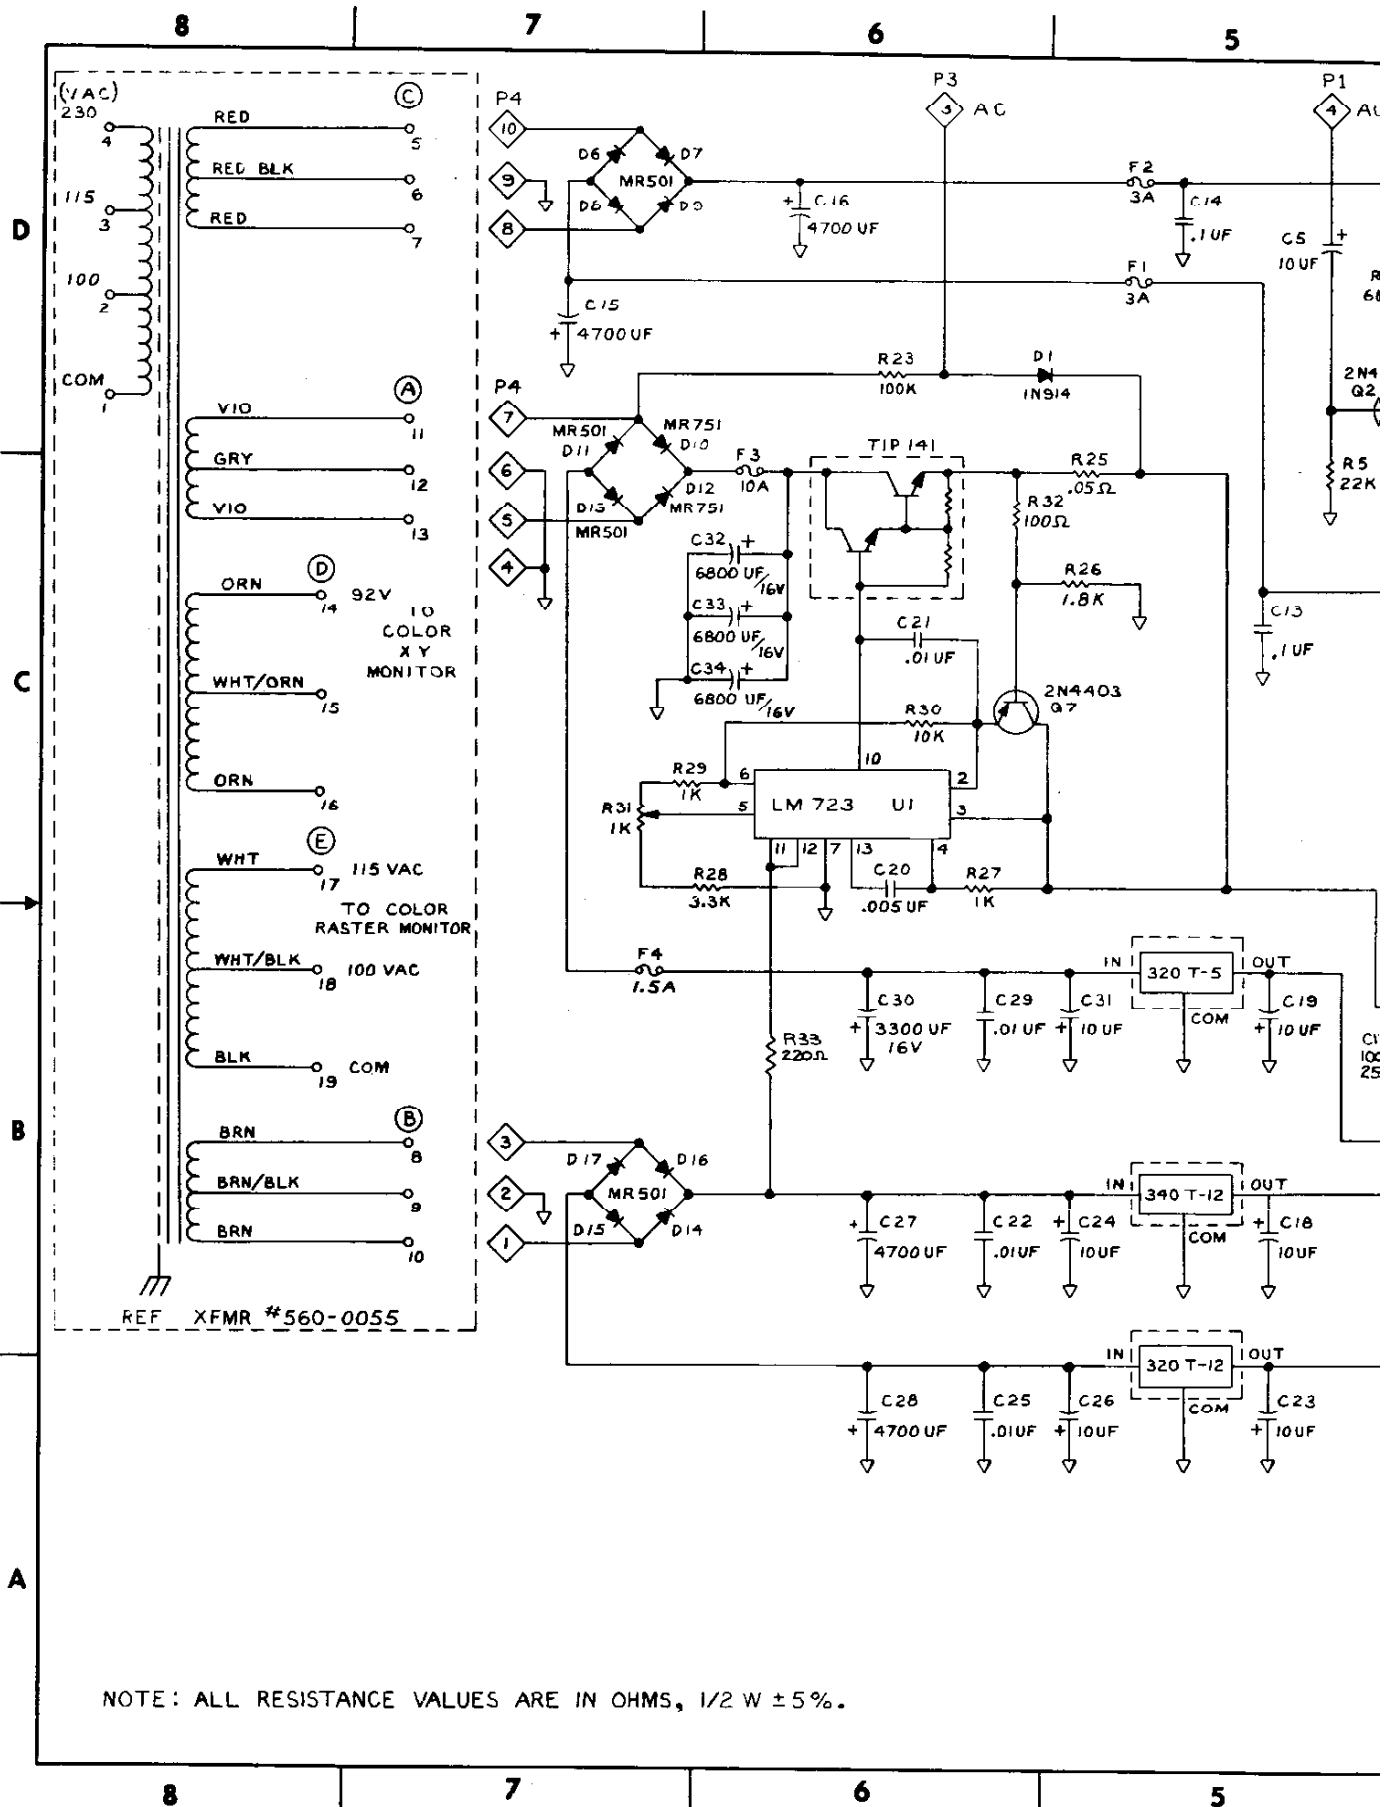 8 7 6 5
(VAC)
230
4
115
3
100
2
COM
1
RED
C
5
RED BLK
6
RED
7
VIO
A
11
GRY
12
VIO
13
ORN
D
14
92V
TO
COLOR
X Y
MONITOR
WHT/ORN
15
ORN
16
WHT
E
17
115 VAC
TO COLOR
RASTER MONITOR
WHT/BLK
18
100 VAC
BLK
19
COM
BRN
B
8
BRN/BLK
9
BRN
10
REF XFMR #560-0055
P4
10
9
8
D6
D7
MR501
D8
D9
C16
4700 UF
C15
4700 UF
P3
3
AC
F2
3A
C14
.1UF
F1
3A
P1
4
C5
10 UF
Q2
R5
22K
P4
7
6
5
4
MR501
D11
MR751
D10
D13
MR501
D12
MR751
F3
10A
R23
100K
D1
1N914
TIP 141
R25
.05Ω
R32
100Ω
R26
1.8K
C13
.1 UF
C32
6800 UF/16V
C33
6800 UF/16V
C34
6800 UF/16V
C21
.01UF
R30
10K
2N4403
Q7
R29
1K
R31
1K
R28
3.3K
LM 723 U1
10
6
5
2
3
11 12 7 13 4
C20
.005 UF
R27
1K
F4
1.5A
R33
220Ω
C30
3300 UF
16V
C29
.01 UF
C31
10 UF
IN
320 T-5
OUT
COM
C19
10 UF
3
2
1
D17
D16
MR501
D15
D14
C27
4700UF
C22
.01UF
C24
10UF
IN
340 T-12
OUT
COM
C18
10UF
C28
4700 UF
C25
.01UF
C26
10UF
IN
320 T-12
OUT
COM
C23
10UF
D
C
B
A
NOTE: ALL RESISTANCE VALUES ARE IN OHMS, 1/2 W ±5%.
8 7 6 5